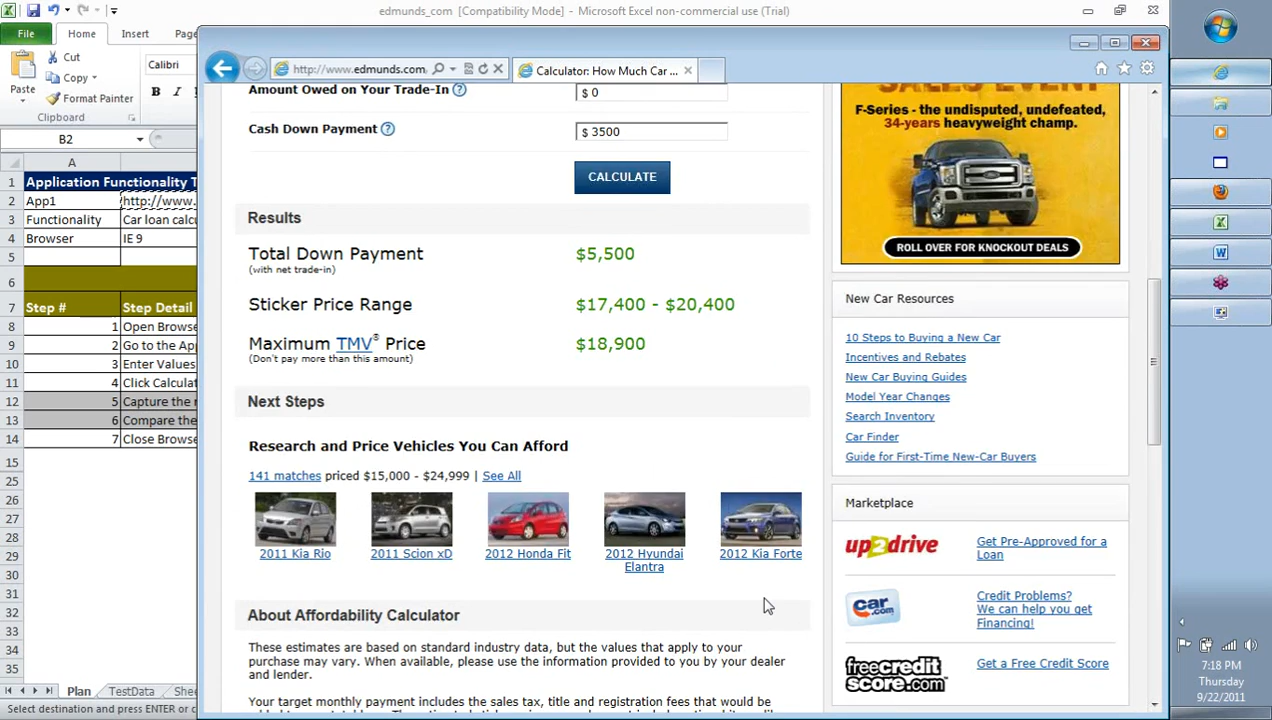 edmunds_com [Compatibility Mode] - Microsoft Excel non-commercial use (Trial)
File Home Insert
Cut
Copy
Format Painter
Paste
Clipboard
Calibri
B I
B2
A
1 Application Functionality T
2 App1 http://www.
3 Functionality Car loan calcu
4 Browser IE 9
5
6
7 Step # Step Detail
8 1 Open Browse
9 2 Go to the Ap
10 3 Enter Values
11 4 Click Calculat
12 5 Capture the r
13 6 Compare the
14 7 Close Browse
15
25
26
27
28
29
30
31
32
33
34
35
Plan TestData Shee
Select destination and press ENTER or c
http://www.edmunds.com,
Calculator: How Much Car ...
Amount Owed on Your Trade-In ? $ 0
Cash Down Payment ? $ 3500
CALCULATE
Results
Total Down Payment $5,500
(with net trade-in)
Sticker Price Range $17,400 - $20,400
Maximum TMV® Price $18,900
(Don't pay more than this amount)
Next Steps
Research and Price Vehicles You Can Afford
141 matches priced $15,000 - $24,999 | See All
2011 Kia Rio
2011 Scion xD
2012 Honda Fit
2012 Hyundai
Elantra
2012 Kia Forte
About Affordability Calculator
These estimates are based on standard industry data, but the values that apply to your
purchase may vary. When available, please use the information provided to you by your dealer
and lender.
Your target monthly payment includes the sales tax, title and registration fees that would be
SALES EVENT
F-Series - the undisputed, undefeated,
34-years heavyweight champ.
ROLL OVER FOR KNOCKOUT DEALS
New Car Resources
10 Steps to Buying a New Car
Incentives and Rebates
New Car Buying Guides
Model Year Changes
Search Inventory
Car Finder
Guide for First-Time New-Car Buyers
Marketplace
up2drive
Get Pre-Approved for a
Loan
car.com
Credit Problems?
We can help you get
Financing!
freecredit
score.com
Get a Free Credit Score
7:18 PM
Thursday
9/22/2011